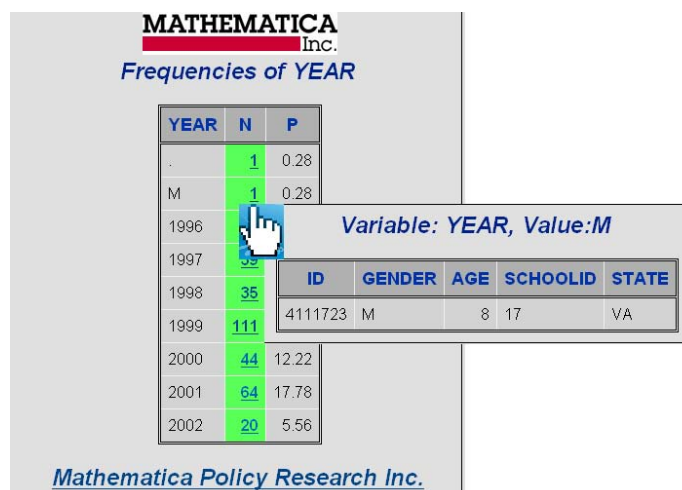 MATHEMATICA
Inc.
Frequencies of YEAR
YEAR N P
. 1 0.28
M 1 0.28
1996
1997
1998 35
1999 111
2000 44 12.22
2001 64 17.78
2002 20 5.56
Variable: YEAR, Value:M
ID GENDER AGE SCHOOLID STATE
4111723 M 8 17 VA
Mathematica Policy Research Inc.